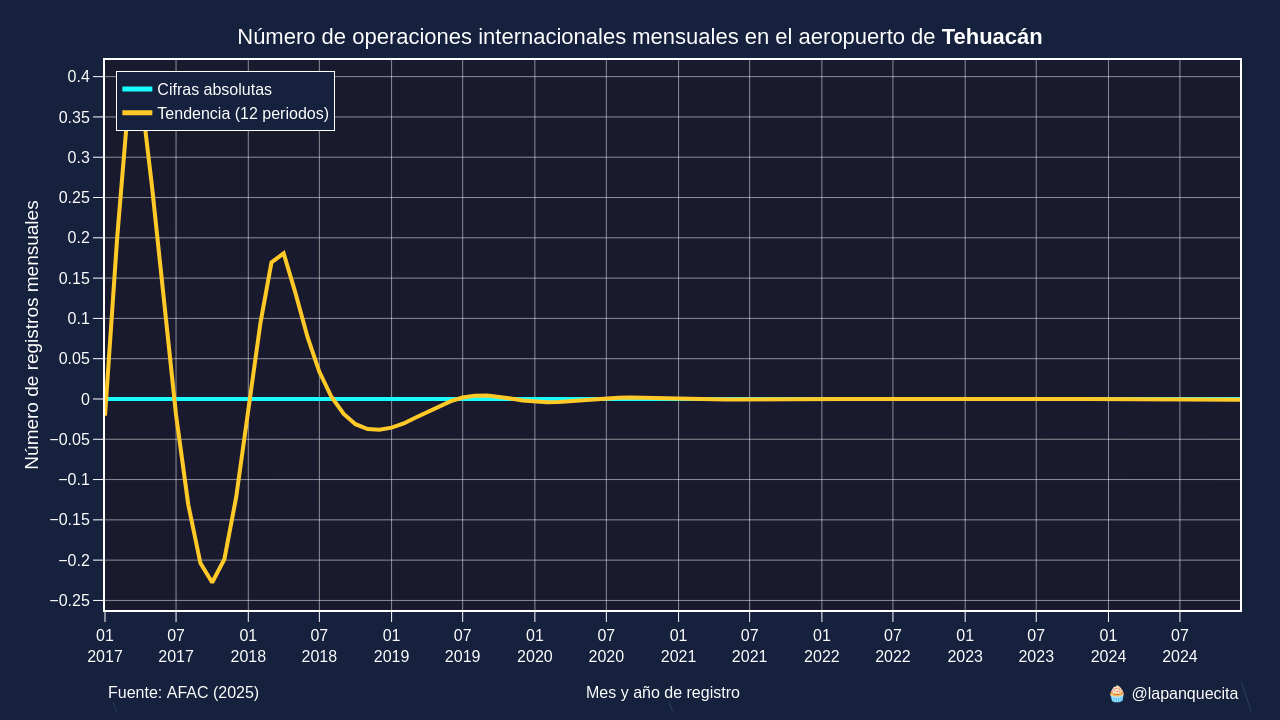 Número de operaciones internacionales mensuales en el aeropuerto de Tehuacán
Cifras absolutas
Tendencia (12 periodos)
Número de registros mensuales
0.4
0.35
0.3
0.25
0.2
0.15
0.1
0.05
0
−0.05
−0.1
−0.15
−0.2
−0.25
01 07 01 07 01 07 01 07 01 07 01 07 01 07 01 07
2017 2017 2018 2018 2019 2019 2020 2020 2021 2021 2022 2022 2023 2023 2024 2024
Fuente: AFAC (2025) Mes y año de registro 🧁 @lapanquecita